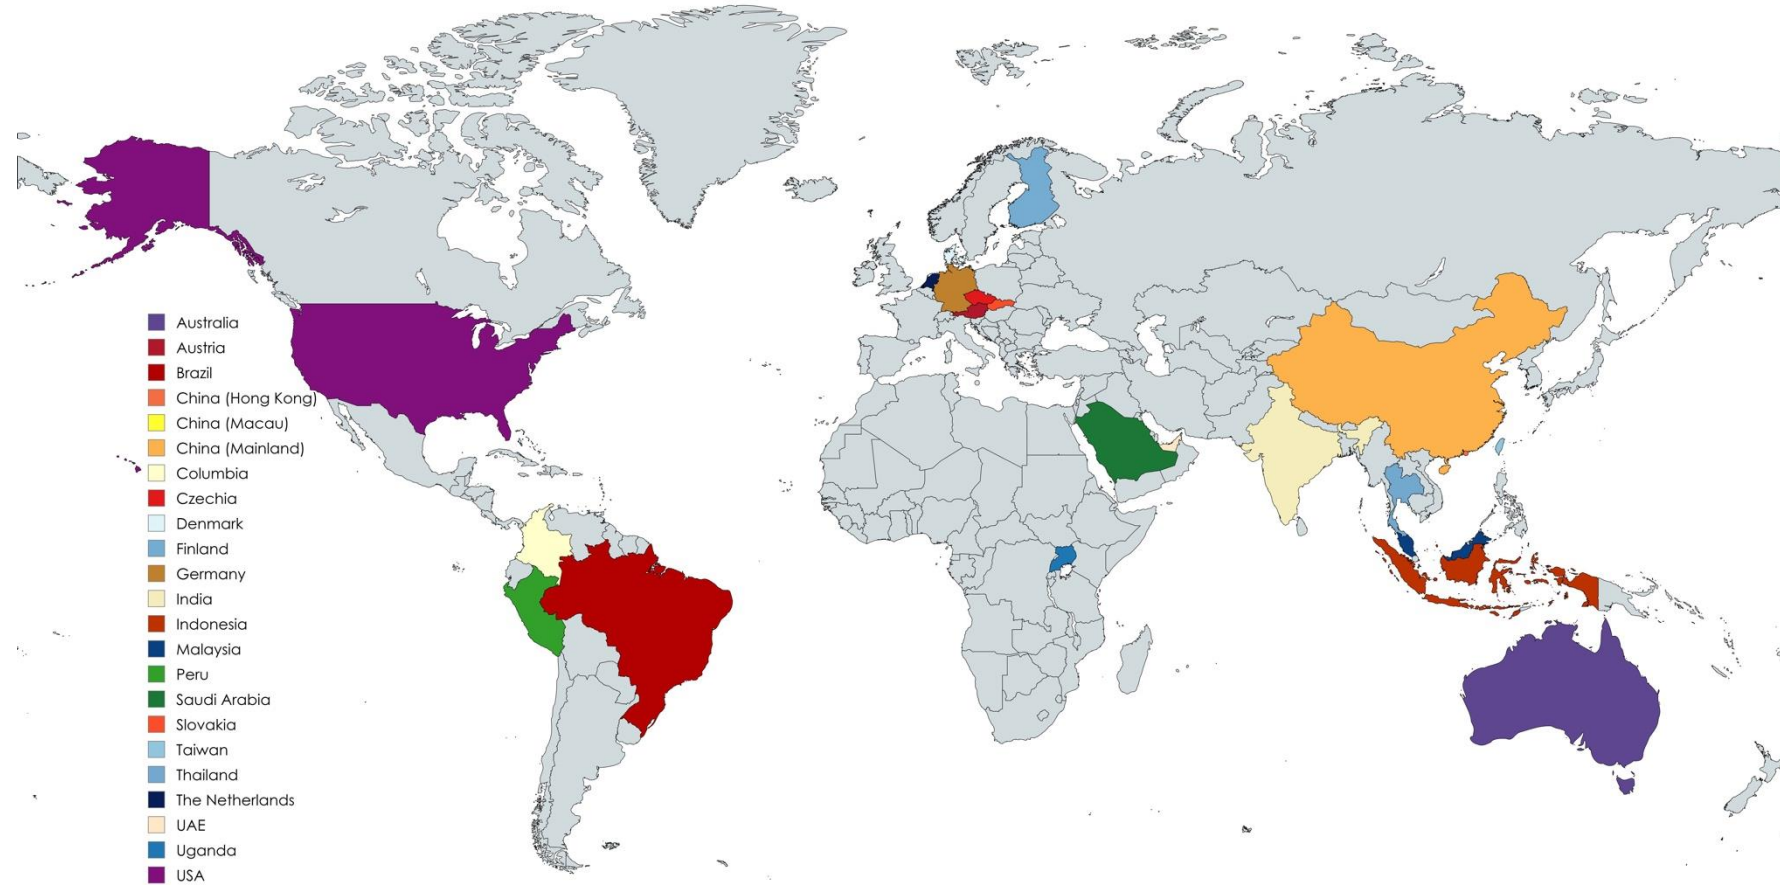 Australia
Austria
Brazil
China (Hong Kong)
China (Macau)
China (Mainland)
Columbia
Czechia
Denmark
Finland
Germany
India
Indonesia
Malaysia
Peru
Saudi Arabia
Slovakia
Taiwan
Thailand
The Netherlands
UAE
Uganda
USA